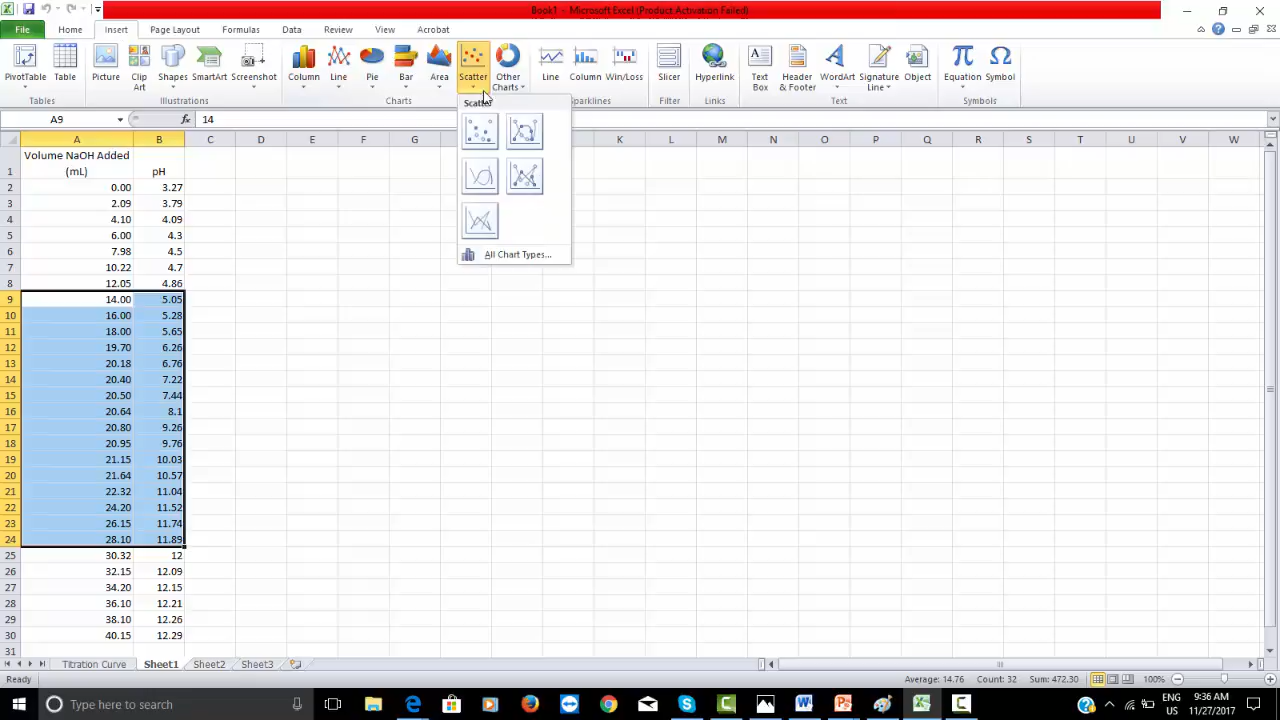 Book1 - Microsoft Excel (Product Activation Failed)
File Home Insert Page Layout Formulas Data Review View Acrobat
PivotTable Table Picture Clip Art Shapes SmartArt Screenshot Column Line Pie Bar Area Scatter Other Charts Line Column Win/Loss Slicer Hyperlink Text Box Header & Footer WordArt Signature Line Object Equation Symbol
Tables Illustrations Charts Sparklines Filter Links Text Symbols
A9 fx 14
Scatter
All Chart Types...
A B C D E F G K L M N O P Q R S T U V W
1 Volume NaOH Added (mL) pH
2 0.00 3.27
3 2.09 3.79
4 4.10 4.09
5 6.00 4.3
6 7.98 4.5
7 10.22 4.7
8 12.05 4.86
9 14.00 5.05
10 16.00 5.28
11 18.00 5.65
12 19.70 6.26
13 20.18 6.76
14 20.40 7.22
15 20.50 7.44
16 20.64 8.1
17 20.80 9.26
18 20.95 9.76
19 21.15 10.03
20 21.64 10.57
21 22.32 11.04
22 24.20 11.52
23 26.15 11.74
24 28.10 11.89
25 30.32 12
26 32.15 12.09
27 34.20 12.15
28 36.10 12.21
29 38.10 12.26
30 40.15 12.29
31
Titration Curve Sheet1 Sheet2 Sheet3
Ready Average: 14.76 Count: 32 Sum: 472.30 100%
Type here to search ENG 9:36 AM
US 11/27/2017